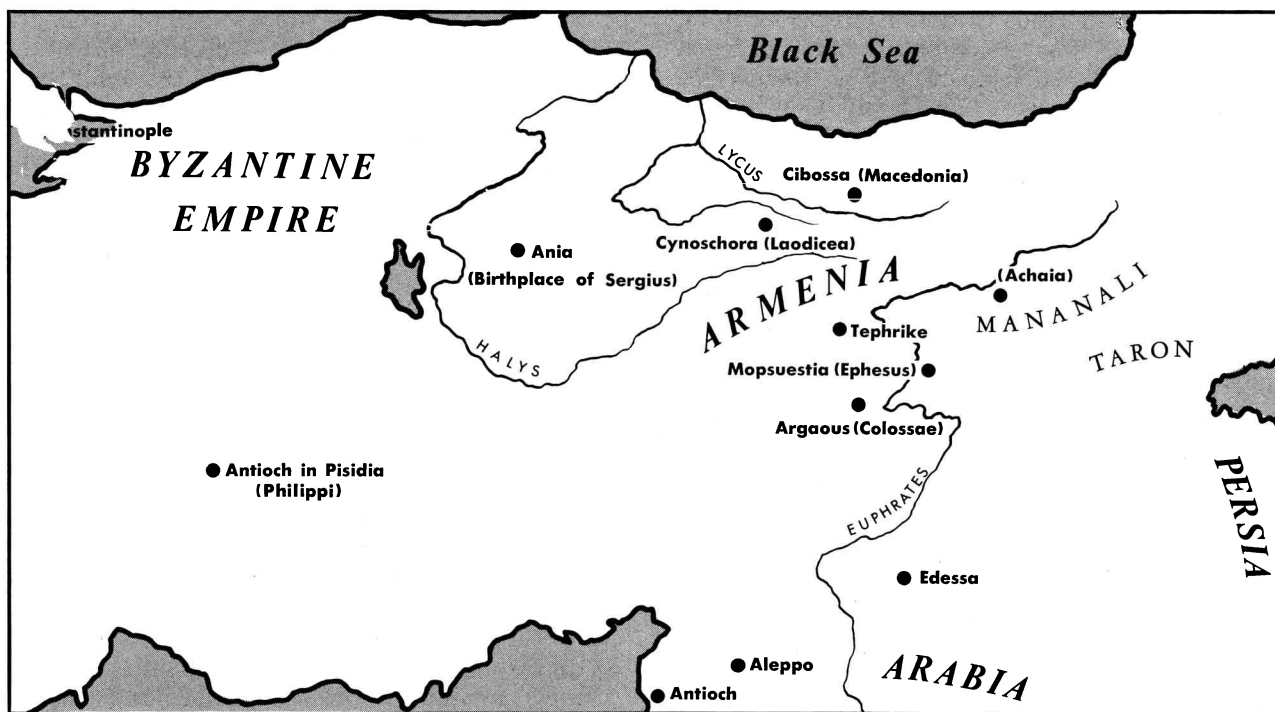 Black Sea
stantinople
BYZANTINE
EMPIRE
LYCUS
Cibossa (Macedonia)
Cynoschora (Laodicea)
Ania
(Birthplace of Sergius)
ARMENIA
(Achaia)
MANANALI
TARON
HALYS
Tephrike
Mopsuestia (Ephesus)
Argaous (Colossae)
Antioch in Pisidia
(Philippi)
EUPHRATES
PERSIA
Edessa
Aleppo
ARABIA
Antioch